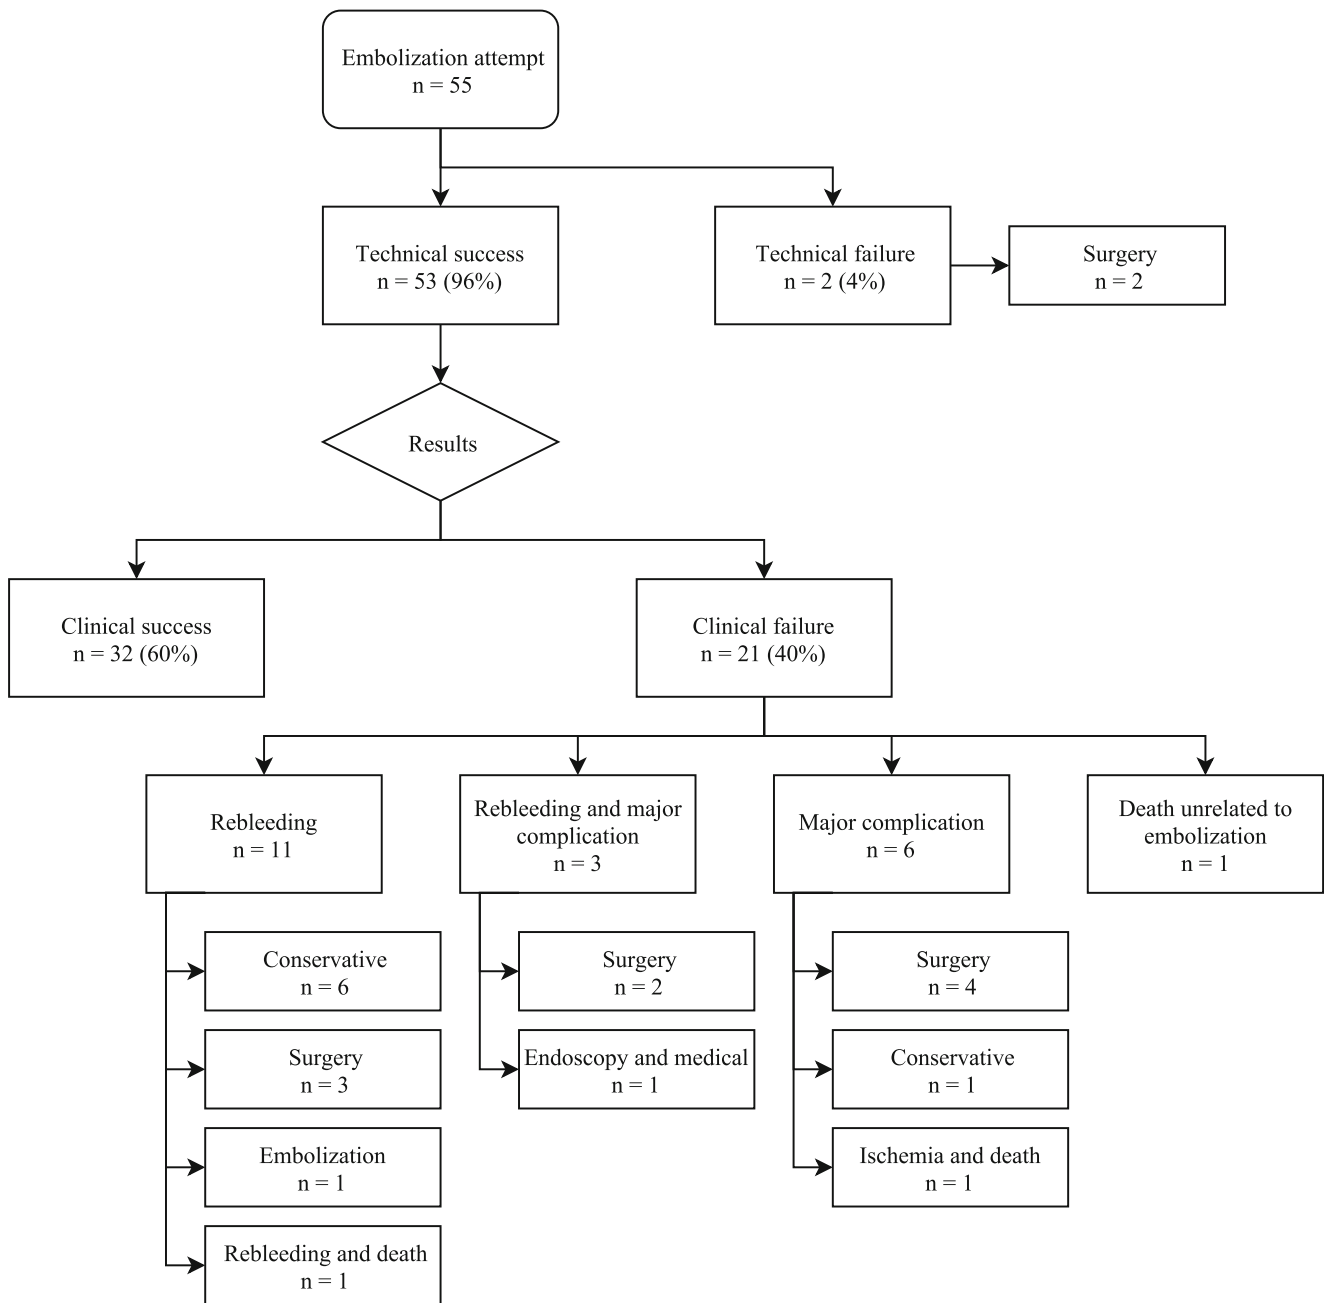 Embolization attempt
n = 55
Technical success
n = 53 (96%)
Technical failure
n = 2 (4%)
Surgery
n = 2
Results
Clinical success
n = 32 (60%)
Clinical failure
n = 21 (40%)
Rebleeding
n = 11
Rebleeding and major
complication
n = 3
Major complication
n = 6
Death unrelated to
embolization
n = 1
Conservative
n = 6
Surgery
n = 3
Embolization
n = 1
Rebleeding and death
n = 1
Surgery
n = 2
Endoscopy and medical
n = 1
Surgery
n = 4
Conservative
n = 1
Ischemia and death
n = 1